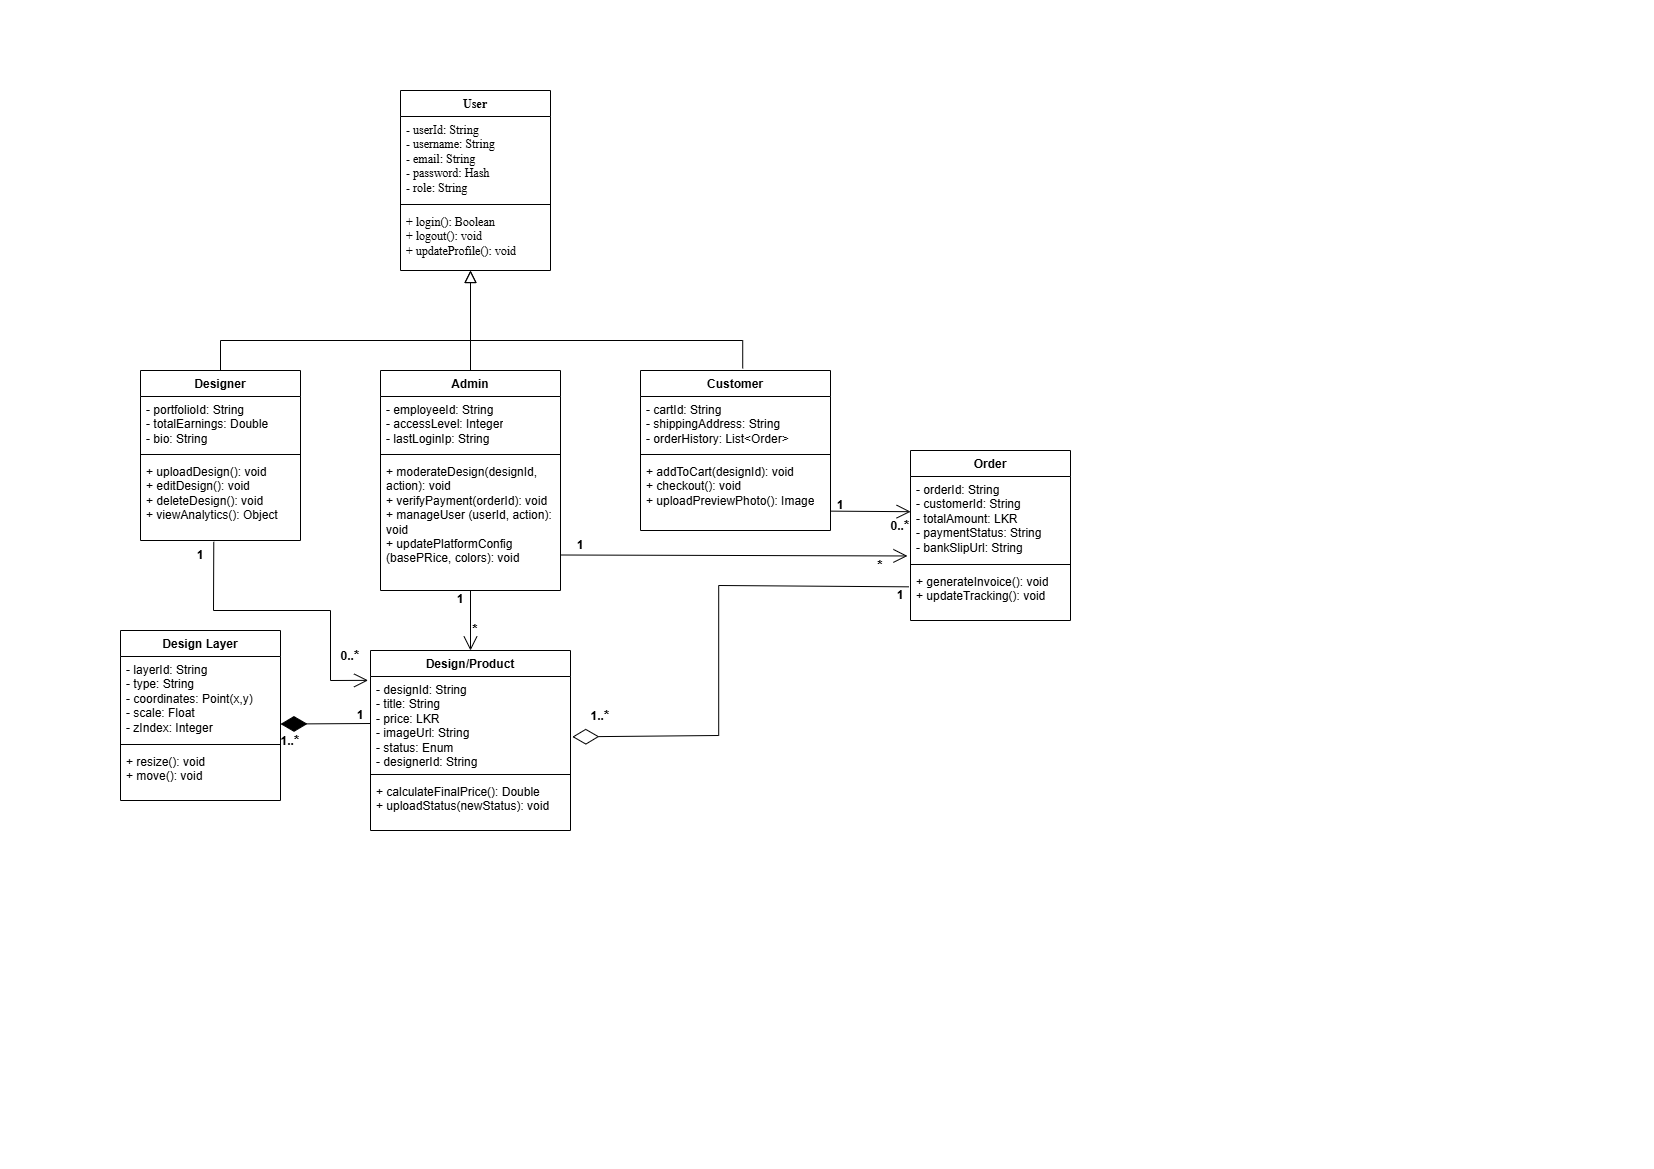 User
- userId: String
- username: String
- email: String
- password: Hash
- role: String
+ login(): Boolean
+ logout(): void
+ updateProfile(): void
Designer
- portfolioId: String
- totalEarnings: Double
- bio: String
+ uploadDesign(): void
+ editDesign(): void
+ deleteDesign(): void
+ viewAnalytics(): Object
1
0..*
Admin
- employeeId: String
- accessLevel: Integer
- lastLoginIp: String
+ moderateDesign(designId,
action): void
+ verifyPayment(orderId): void
+ manageUser (userId, action):
void
+ updatePlatformConfig
(basePRice, colors): void
1
*
1
*
Customer
- cartId: String
- shippingAddress: String
- orderHistory: List<Order>
+ addToCart(designId): void
+ checkout(): void
+ uploadPreviewPhoto(): Image
1
0..*
Order
- orderId: String
- customerId: String
- totalAmount: LKR
- paymentStatus: String
- bankSlipUrl: String
+ generateInvoice(): void
+ updateTracking(): void
1
1..*
Design Layer
- layerId: String
- type: String
- coordinates: Point(x,y)
- scale: Float
- zIndex: Integer
+ resize(): void
+ move(): void
1..*
1
Design/Product
- designId: String
- title: String
- price: LKR
- imageUrl: String
- status: Enum
- designerId: String
+ calculateFinalPrice(): Double
+ uploadStatus(newStatus): void